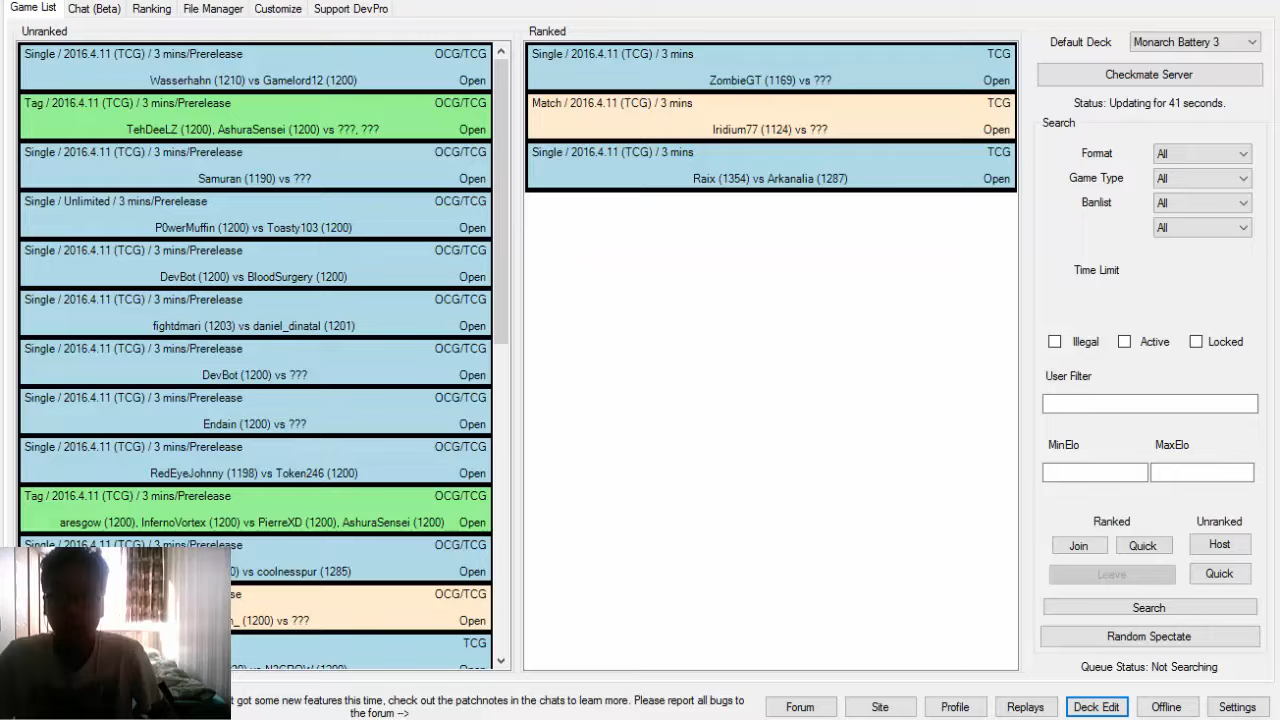 Game List Chat (Beta) Ranking File Manager Customize Support DevPro
Unranked
Single / 2016.4.11 (TCG) / 3 mins/Prerelease OCG/TCG
Wasserhahn (1210) vs Gamelord12 (1200) Open
Tag / 2016.4.11 (TCG) / 3 mins/Prerelease OCG/TCG
TehDeeLZ (1200), AshuraSensei (1200) vs ???, ??? Open
Single / 2016.4.11 (TCG) / 3 mins/Prerelease OCG/TCG
Samuran (1190) vs ??? Open
Single / Unlimited / 3 mins/Prerelease OCG/TCG
P0werMuffin (1200) vs Toasty103 (1200) Open
Single / 2016.4.11 (TCG) / 3 mins/Prerelease OCG/TCG
DevBot (1200) vs BloodSurgery (1200) Open
Single / 2016.4.11 (TCG) / 3 mins/Prerelease OCG/TCG
fightdmari (1203) vs daniel_dinatal (1201) Open
Single / 2016.4.11 (TCG) / 3 mins/Prerelease OCG/TCG
DevBot (1200) vs ??? Open
Single / 2016.4.11 (TCG) / 3 mins/Prerelease OCG/TCG
Endain (1200) vs ??? Open
Single / 2016.4.11 (TCG) / 3 mins/Prerelease OCG/TCG
RedEyeJohnny (1198) vs Token246 (1200) Open
Tag / 2016.4.11 (TCG) / 3 mins/Prerelease OCG/TCG
aresgow (1200), InfernoVortex (1200) vs PierreXD (1200), AshuraSensei (1200) Open
Single / 2016.4.11 (TCG) / 3 mins/Prerelease OCG/TCG
0) vs coolnesspur (1285) Open
se OCG/TCG
n_ (1200) vs ??? Open
TCG
Ranked
Single / 2016.4.11 (TCG) / 3 mins TCG
ZombieGT (1169) vs ??? Open
Match / 2016.4.11 (TCG) / 3 mins TCG
Iridium77 (1124) vs ??? Open
Single / 2016.4.11 (TCG) / 3 mins TCG
Raix (1354) vs Arkanalia (1287) Open
Default Deck Monarch Battery 3
Checkmate Server
Status: Updating for 41 seconds.
Search
Format All
Game Type All
Banlist All
All
Time Limit
Illegal Active Locked
User Filter
MinElo MaxElo
Ranked Unranked
Join Quick Host
Leave Quick
Search
Random Spectate
Queue Status: Not Searching
t got some new features this time, check out the patchnotes in the chats to learn more. Please report all bugs to
the forum -->
Forum Site Profile Replays Deck Edit Offline Settings